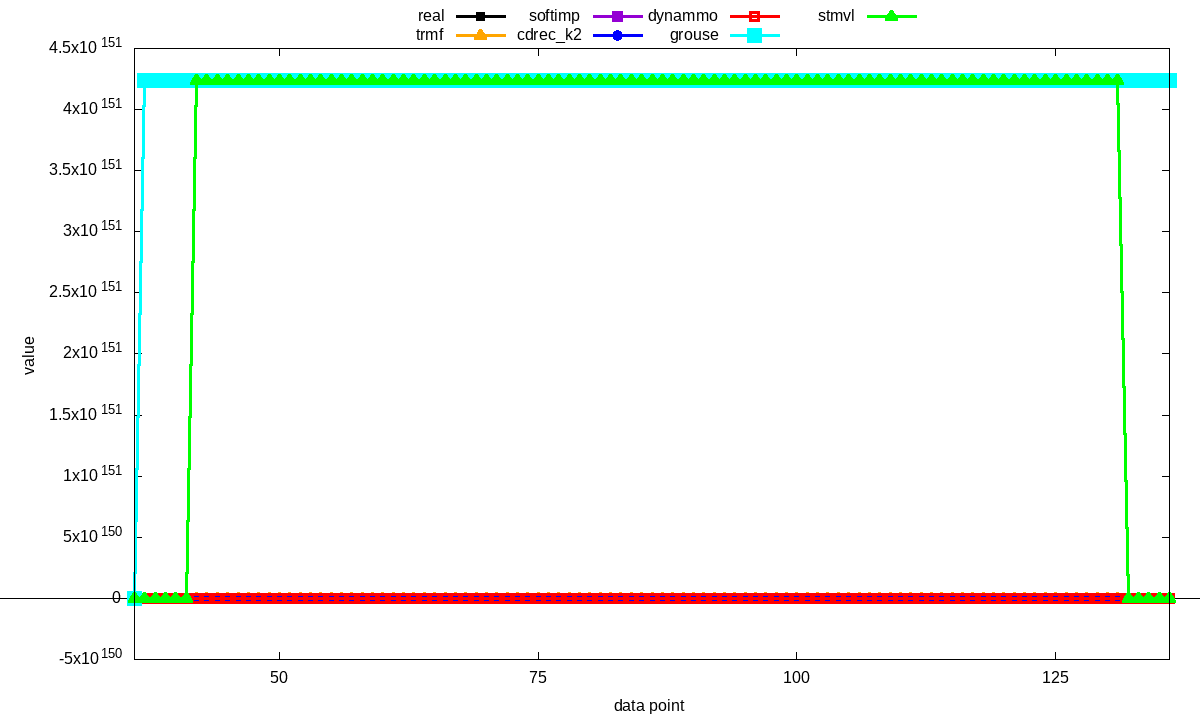 real softimp dynammo stmvl
trmf cdrec_k2 grouse
4.5x10 151
4x10 151
3.5x10 151
3x10 151
2.5x10 151
2x10 151
1.5x10 151
1x10 151
5x10 150
0
-5x10 150
value
50 75 100 125
data point